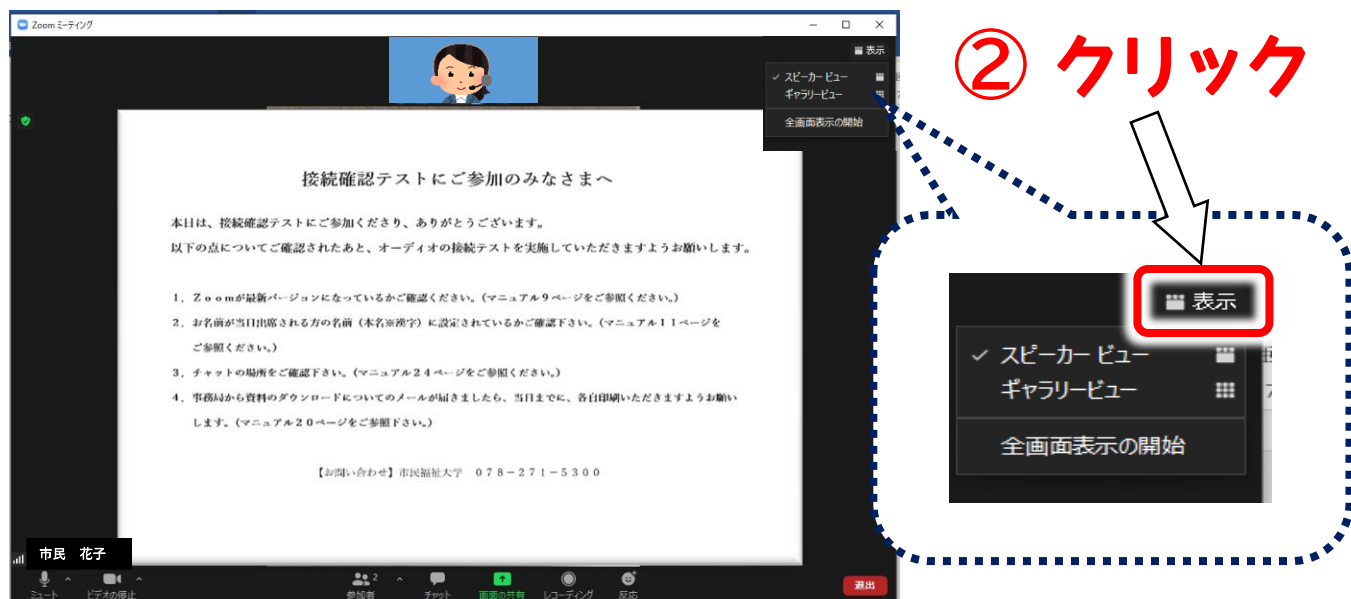 Zoom ミーティング
表示
✓ スピーカー ビュー
ギャラリービュー
全画面表示の開始
② クリック
接続確認テストにご参加のみなさまへ
本日は、接続確認テストにご参加くださり、ありがとうございます。
以下の点についてご確認されたあと、オーディオの接続テストを実施していただきますようお願いします。
1．Ｚｏｏｍが最新バージョンになっているかご確認ください。(マニュアル９ページをご参照ください。)
2．お名前が当日出席される方の名前（本名※漢字）に設定されているかご確認下さい。(マニュアル１１ページを
ご参照ください。)
3．チャットの場所をご確認下さい。(マニュアル２４ページをご参照ください。)
4．事務局から資料のダウンロードについてのメールが届きましたら、当日までに、各自印刷いただきますようお願い
します。(マニュアル２０ページをご参照下さい。)
【お問い合わせ】市民福祉大学　０７８－２７１－５３００
表示
✓ スピーカー ビュー
ギャラリービュー
全画面表示の開始
市民　花子
ミュート
ビデオの停止
2
参加者
チャット
画面の共有
レコーディング
反応
退出